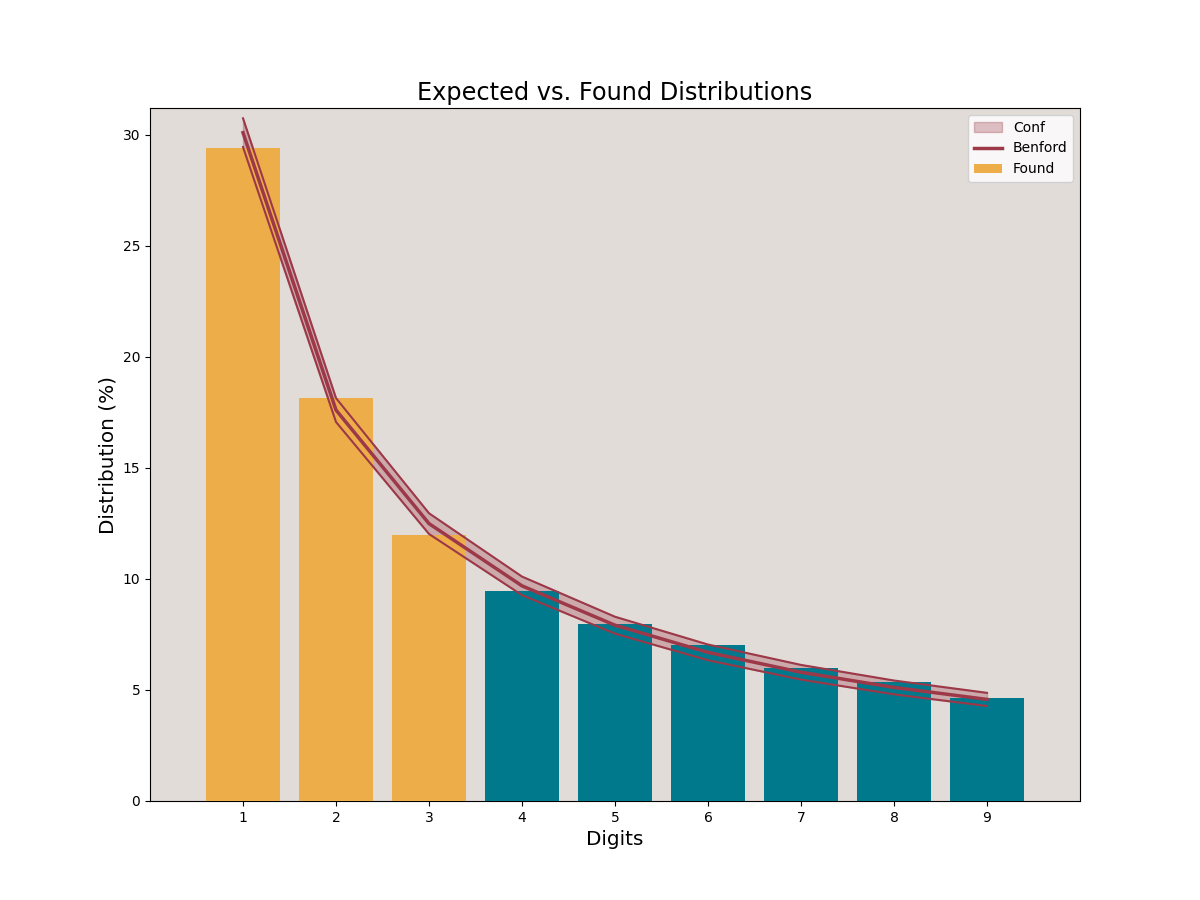 Expected vs. Found Distributions
Conf
Benford
Found
Distribution (%)
30
25
20
15
10
5
0
1 2 3 4 5 6 7 8 9
Digits